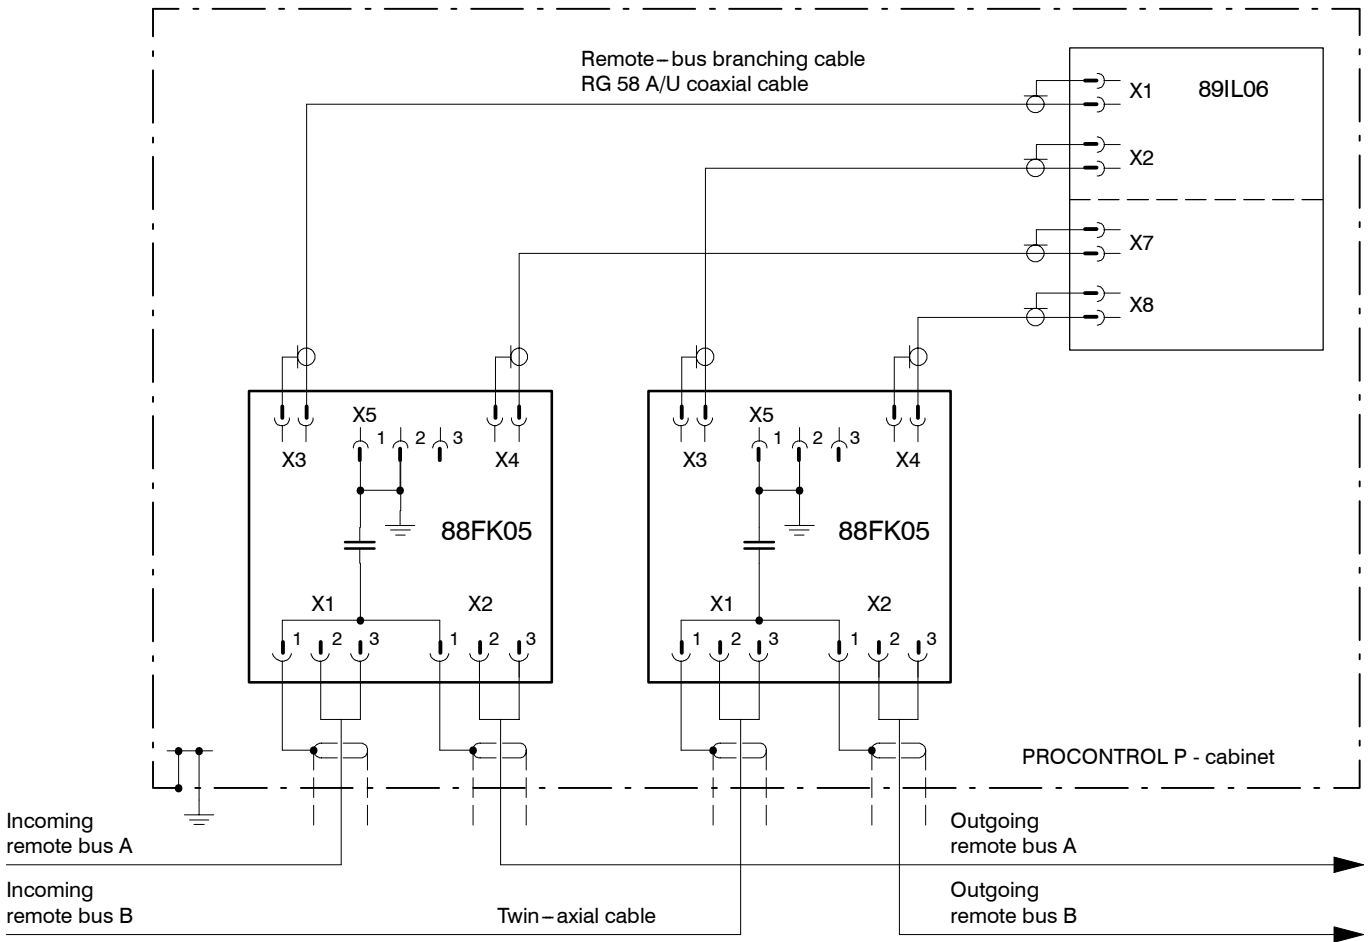 Remote-bus branching cable
RG 58 A/U coaxial cable
X1
89IL06
X2
X7
X8
X5
1
2
3
X3
X4
88FK05
X1
X2
1
2
3
1
2
3
X5
1
2
3
X3
X4
88FK05
X1
X2
1
2
3
1
2
3
PROCONTROL P - cabinet
Incoming
remote bus A
Outgoing
remote bus A
Incoming
remote bus B
Twin-axial cable
Outgoing
remote bus B